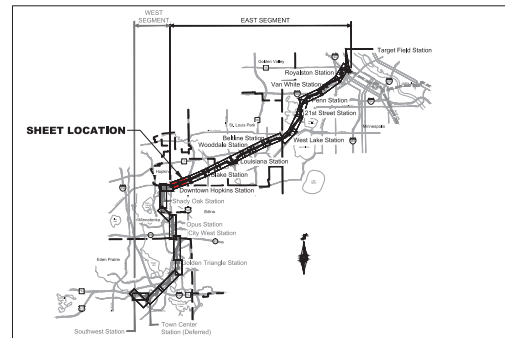 WEST
SEGMENT
EAST SEGMENT
Target Field Station
Golden Valley
Royalston Station
Van White Station
Penn Station
21st Street Station
Minneapolis
St. Louis Park
Beltline Station
West Lake Station
Wooddale Station
SHEET LOCATION
Louisiana Station
Blake Station
Hopkins
Downtown Hopkins Station
Shady Oak Station
Edina
Minnetonka
Opus Station
City West Station
Eden Prairie
Golden Triangle Station
Southwest Station
Town Center
Station (Deferred)